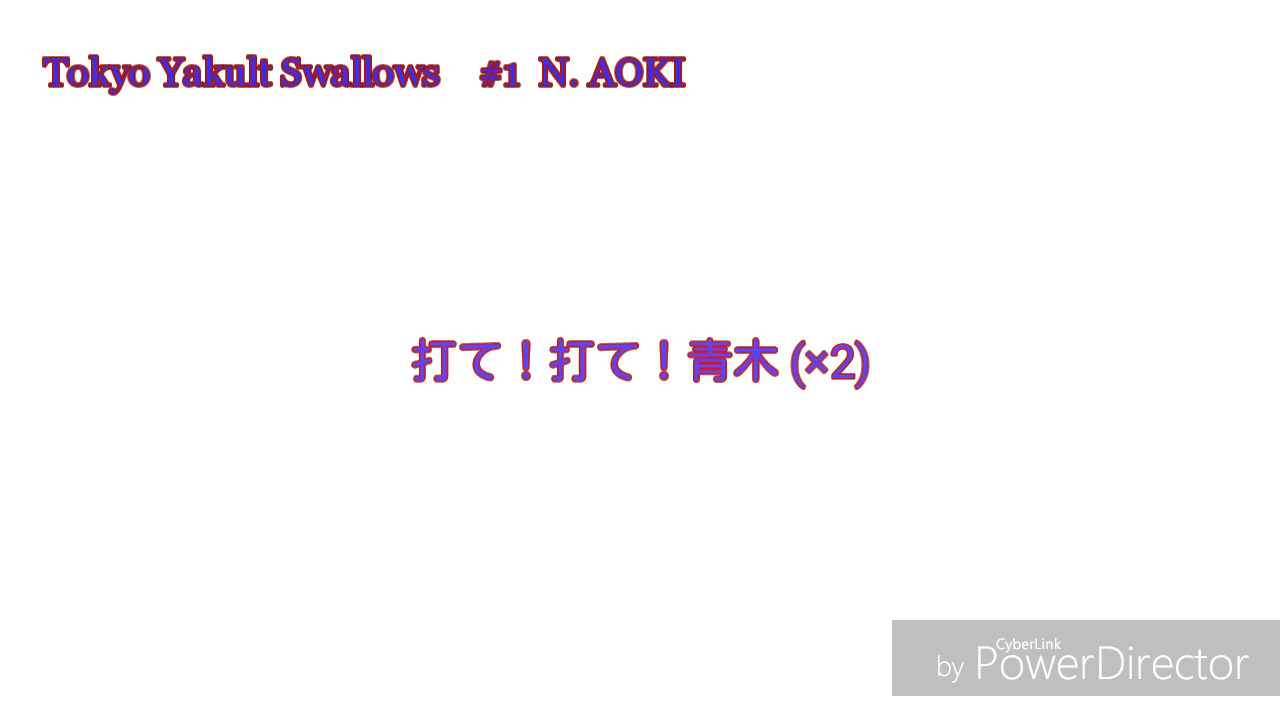 Tokyo Yakult Swallows #1 N. AOKI
打て！打て！青木 (×2)
by CyberLink PowerDirector